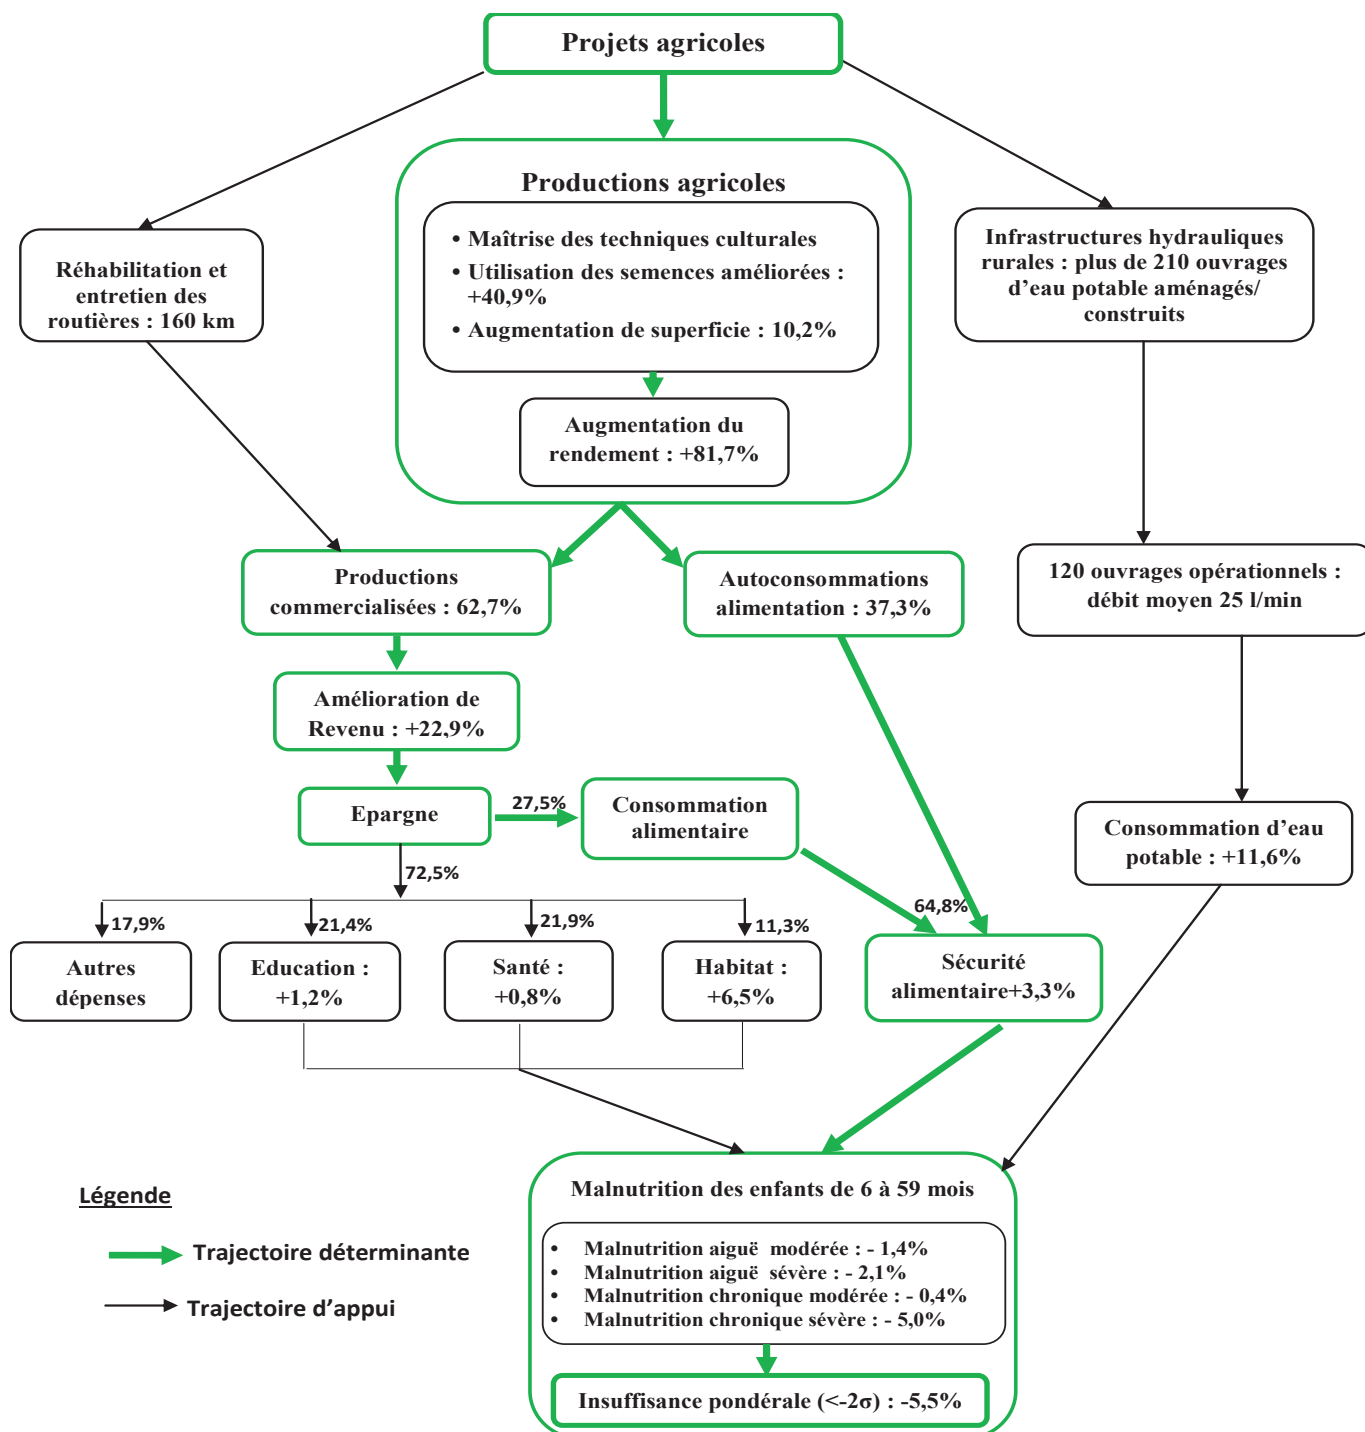 Projets agricoles
Productions agricoles
• Maîtrise des techniques culturales
• Utilisation des semences améliorées :
+40,9%
• Augmentation de superficie : 10,2%
Augmentation du
rendement : +81,7%
Réhabilitation et
entretien des
routières : 160 km
Infrastructures hydrauliques
rurales : plus de 210 ouvrages
d’eau potable aménagés/
construits
Productions
commercialisées : 62,7%
Autoconsommations
alimentation : 37,3%
120 ouvrages opérationnels :
débit moyen 25 l/min
Amélioration de
Revenu : +22,9%
Epargne
27,5%
Consommation
alimentaire
Consommation d’eau
potable : +11,6%
72,5%
64,8%
17,9%
21,4%
21,9%
11,3%
Autres
dépenses
Education :
+1,2%
Santé :
+0,8%
Habitat :
+6,5%
Sécurité
alimentaire+3,3%
Malnutrition des enfants de 6 à 59 mois
• Malnutrition aiguë modérée : - 1,4%
• Malnutrition aiguë sévère : - 2,1%
• Malnutrition chronique modérée : - 0,4%
• Malnutrition chronique sévère : - 5,0%
Insuffisance pondérale (<-2σ) : -5,5%
Légende
Trajectoire déterminante
Trajectoire d’appui